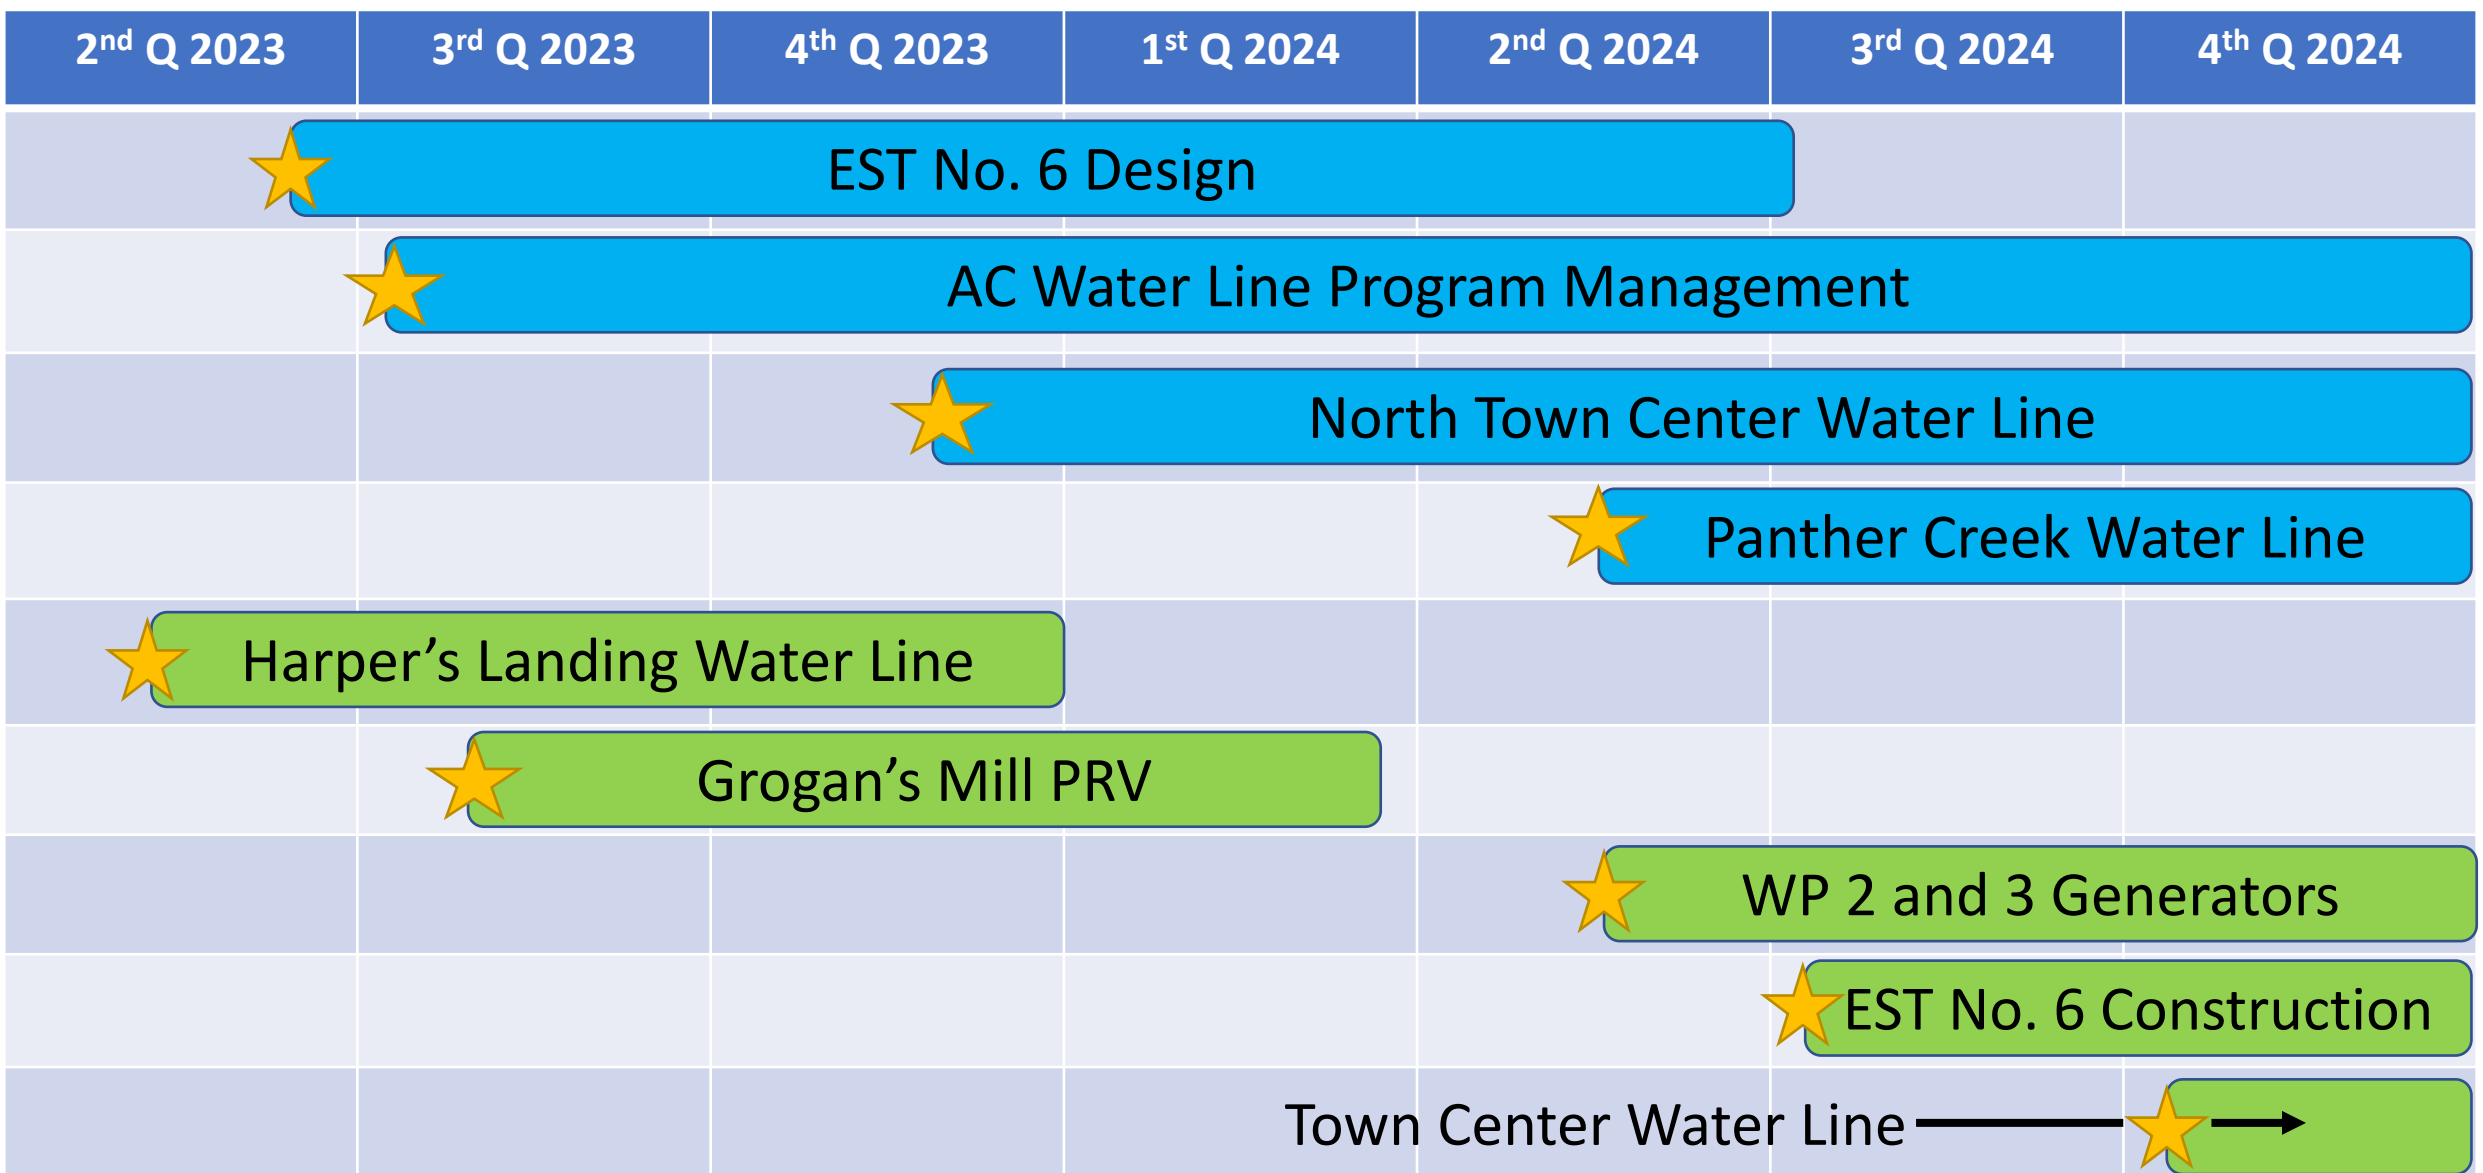 2nd Q 2023
3rd Q 2023
4th Q 2023
1st Q 2024
2nd Q 2024
3rd Q 2024
4th Q 2024
EST No. 6 Design
AC Water Line Program Management
North Town Center Water Line
Panther Creek Water Line
Harper’s Landing Water Line
Grogan’s Mill PRV
WP 2 and 3 Generators
EST No. 6 Construction
Town Center Water Line